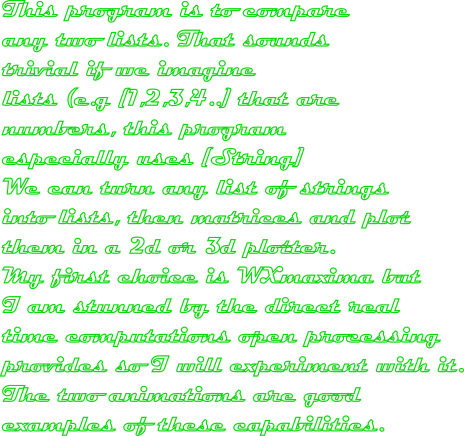 This program is to compare
any two lists. That sounds
trivial if we imagine
lists (e.g [1,2,3,4..] that are
numbers, this program
especially uses [String]
We can turn any list of strings
into lists, then matrices and plot
them in a 2d or 3d plotter.
My first choice is WXmaxima but
I am stunned by the direct real
time computations open processing
provides so I will experiment with it.
The two animations are good
examples of these capabilities.